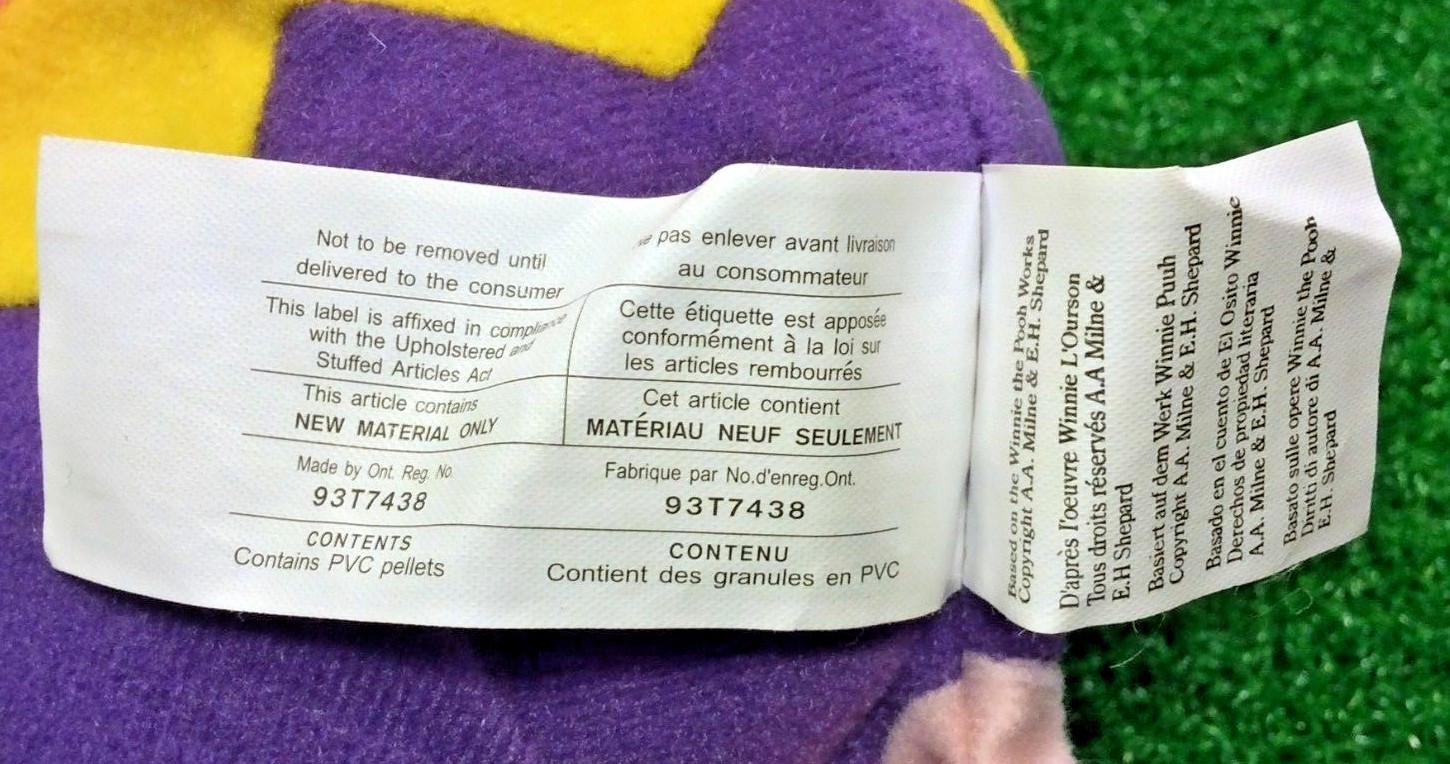 Not to be removed until
delivered to the consumer
This label is affixed in compliance
with the Upholstered and
Stuffed Articles Act
This article contains
NEW MATERIAL ONLY
Made by Ont. Reg. No.
93T7438
CONTENTS
Contains PVC pellets
pas enlever avant livraison
au consommateur
Cette étiquette est apposée
conformément à la loi sur
les articles rembourrés
Cet article contient
MATÉRIAU NEUF SEULEMENT
Fabrique par No.d'enreg.Ont.
93T7438
CONTENU
Contient des granules en PVC
Based on the Winnie the Pooh Works
Copyright A.A. Milne & E.H. Shepard
D'après l'oeuvre Winnie L'Ourson
Tous droits réservés A.A Milne &
E.H Shepard
Basiert auf dem Werk Winnie Puuh
Copyright A.A. Milne & E.H. Shepard
Basado en el cuento de El Osito Winnie
Derechos de propiedad literaria
A.A. Milne & E.H. Shepard
Basato sulle opere Winnie the Pooh
Diritti di autore di A.A. Milne &
E.H. Shepard